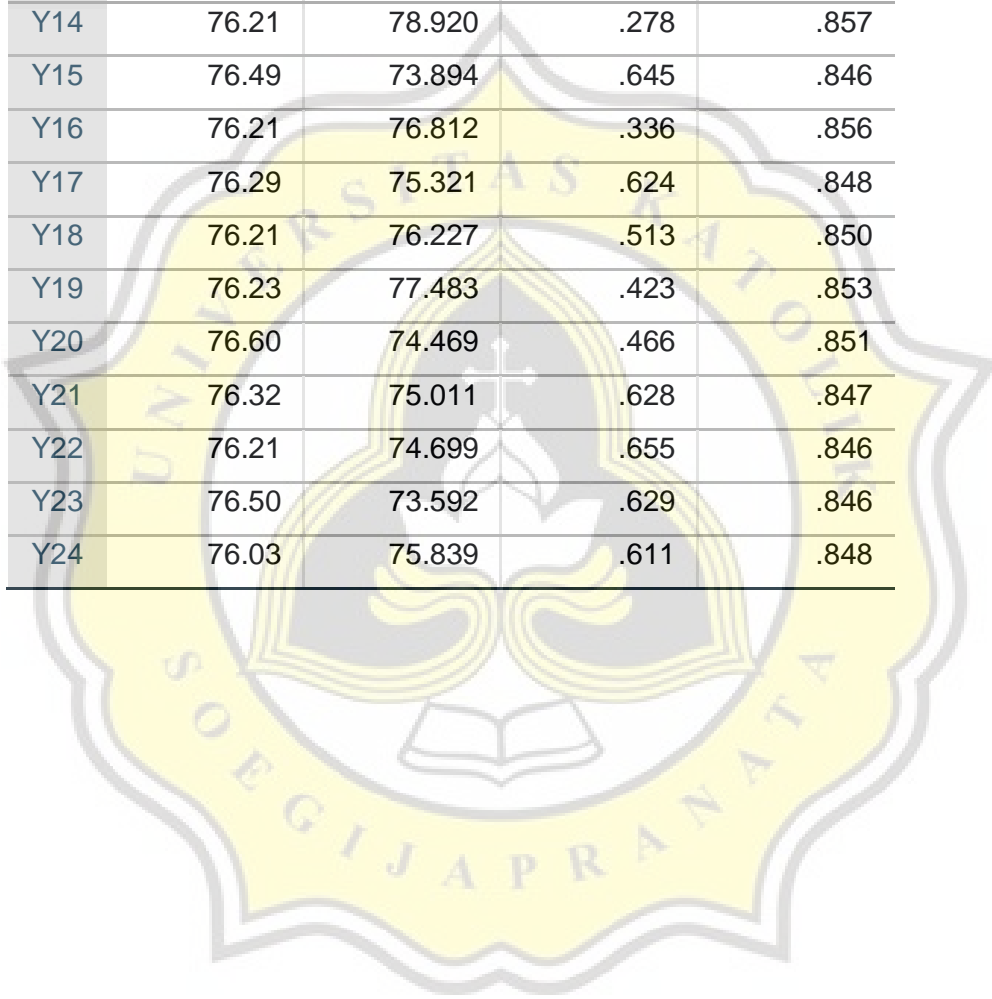 Y14 76.21 78.920 .278 .857
Y15 76.49 73.894 .645 .846
Y16 76.21 76.812 .336 .856
Y17 76.29 75.321 .624 .848
Y18 76.21 76.227 .513 .850
Y19 76.23 77.483 .423 .853
Y20 76.60 74.469 .466 .851
Y21 76.32 75.011 .628 .847
Y22 76.21 74.699 .655 .846
Y23 76.50 73.592 .629 .846
Y24 76.03 75.839 .611 .848
UNIVERSITAS KATOLIK
SOEGIJAPRANATA